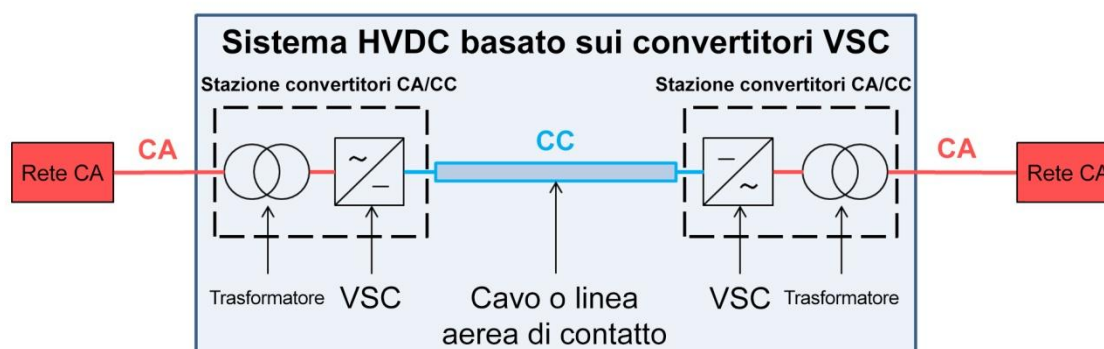 Sistema HVDC basato sui convertitori VSC
Stazione convertitori CA/CC
Stazione convertitori CA/CC
CA
CC
CA
Rete CA
Rete CA
Trasformatore
VSC
Cavo o linea
aerea di contatto
VSC
Trasformatore